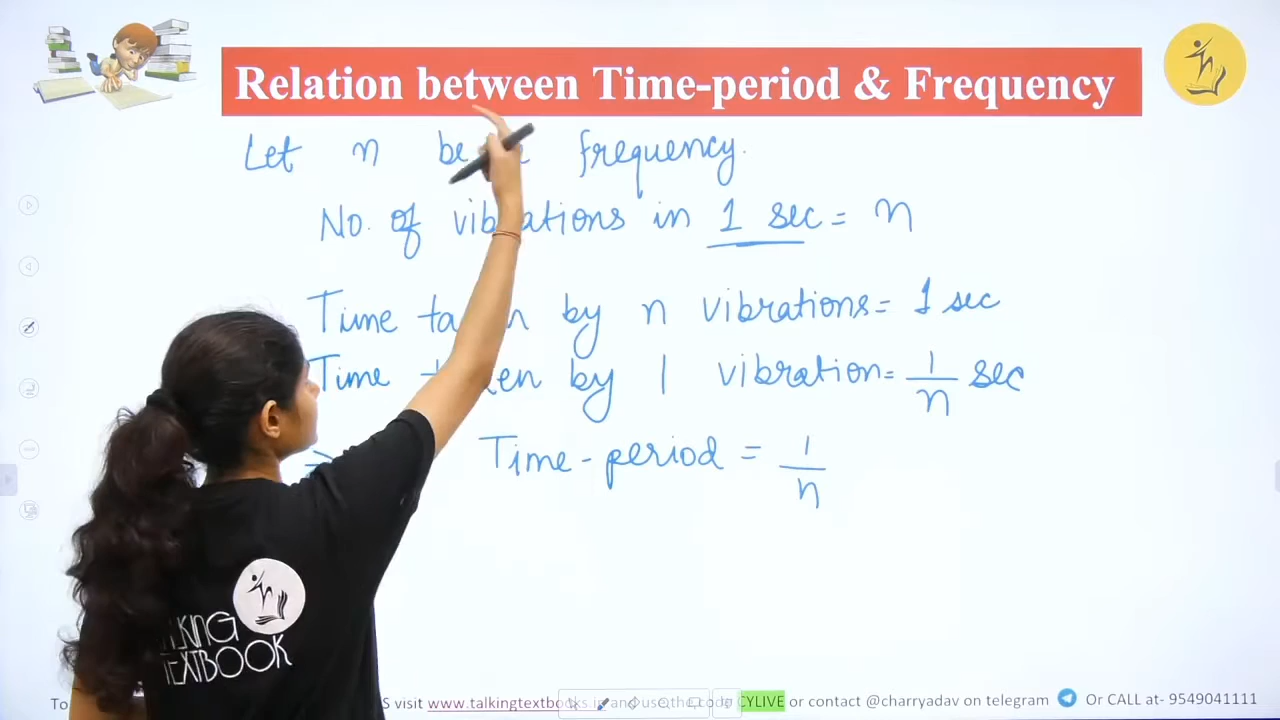 Relation between Time-period & Frequency
Let n be frequency.
No. of vibrations in 1 sec = n
Time taken by n vibrations = 1 sec
Time taken by 1 vibration = 1/n sec
⇒ Time-period = 1/n
TALKING
TEXTBOOK
To S visit www.talkingtextbooks.in and use the code CYLIVE or contact @charryadav on telegram Or CALL at- 9549041111